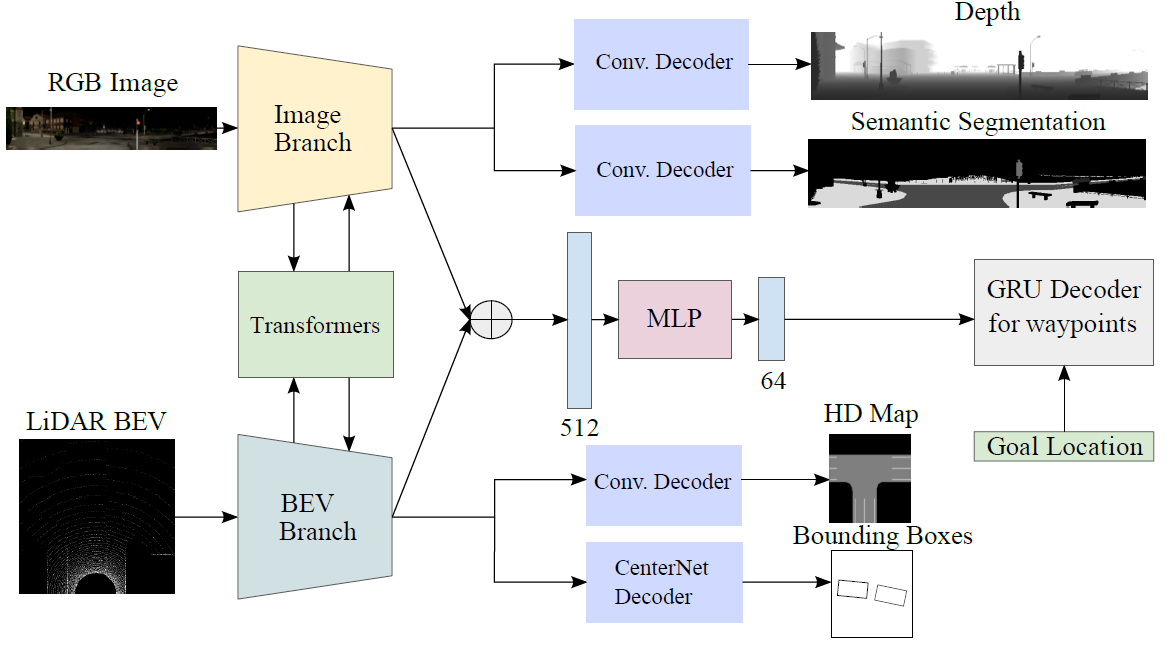 Depth
RGB Image
Conv. Decoder
Image
Branch
Semantic Segmentation
Conv. Decoder
Transformers
MLP
GRU Decoder
for waypoints
64
LiDAR BEV
512
HD Map
Goal Location
BEV
Branch
Conv. Decoder
Bounding Boxes
CenterNet
Decoder